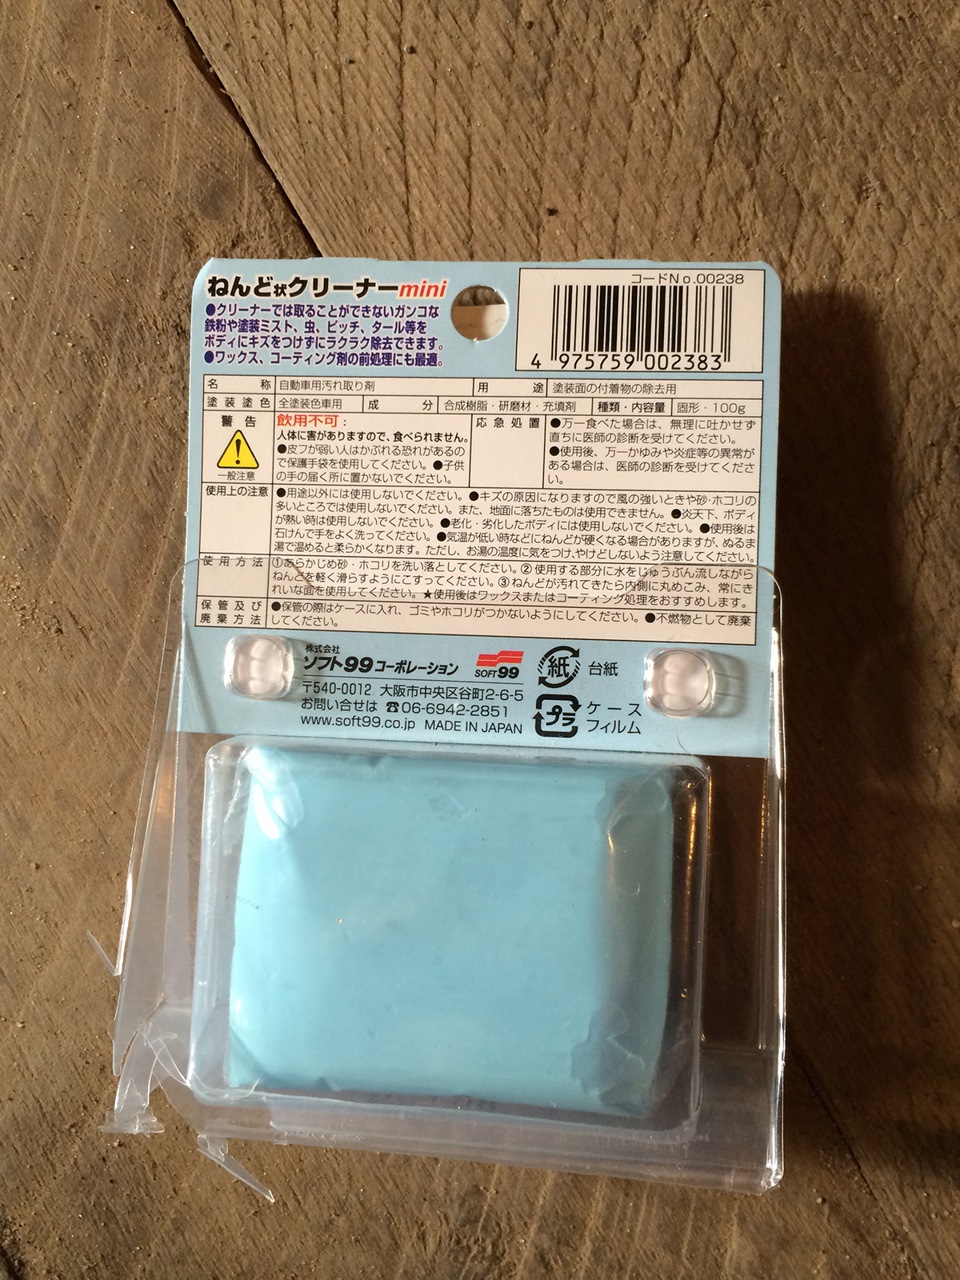 ねんど状クリーナーmini
●クリーナーでは取ることができないガンコな
鉄粉や塗装ミスト、虫、ピッチ、タール等を
ボディにキズをつけずにラクラク除去できます。
●ワックス、コーティング剤の前処理にも最適。
コードNo.00238
4 975759 002383
名称 自動車用汚れ取り剤 用途 塗装面の付着物の除去用
塗装塗色 全塗装色車用 成分 合成樹脂・研磨材・充填剤 種類・内容量 固形・100g
警告
一般注意
飲用不可:
人体に害がありますので、食べられません。
●皮フが弱い人はかぶれる恐れがあるの
で保護手袋を使用してください。●子供
の手の届く所に置かないでください。
応急処置
●万一食べた場合は、無理に吐かせず
直ちに医師の診断を受けてください。
●使用後、万一かゆみや炎症等の異常が
ある場合は、医師の診断を受けてくださ
い。
使用上の注意
●用途以外には使用しないでください。●キズの原因になりますので風の強いときや砂・ホコリの
多いところでは使用しないでください。また、地面に落ちたものは使用できません。●炎天下、ボディ
が熱い時は使用しないでください。●老化・劣化したボディには使用しないでください。●使用後は
石けんで手をよく洗ってください。●気温が低い時などにねんどが硬くなる場合がありますが、ぬるま
湯で温めると柔らかくなります。ただし、お湯の温度に気をつけ、やけどしないよう注意してください。
使用方法
①あらかじめ砂・ホコリを洗い落としてください。②使用する部分に水をじゅうぶん流しながら
ねんどを軽く滑らすようにこすってください。③ねんどが汚れてきたら内側に丸めこみ、常にき
れいな面を使用してください。★使用後はワックスまたはコーティング処理をおすすめします。
保管及び
廃棄方法
●保管の際はケースに入れ、ゴミやホコリがつかないようにしてください。●不燃物として廃棄
してください。
株式会社
ソフト99コーポレーション
SOFT99
〒540-0012 大阪市中央区谷町2-6-5
お問い合せは ☎06-6942-2851
www.soft99.co.jp MADE IN JAPAN
紙 台紙
プラ ケース
フィルム